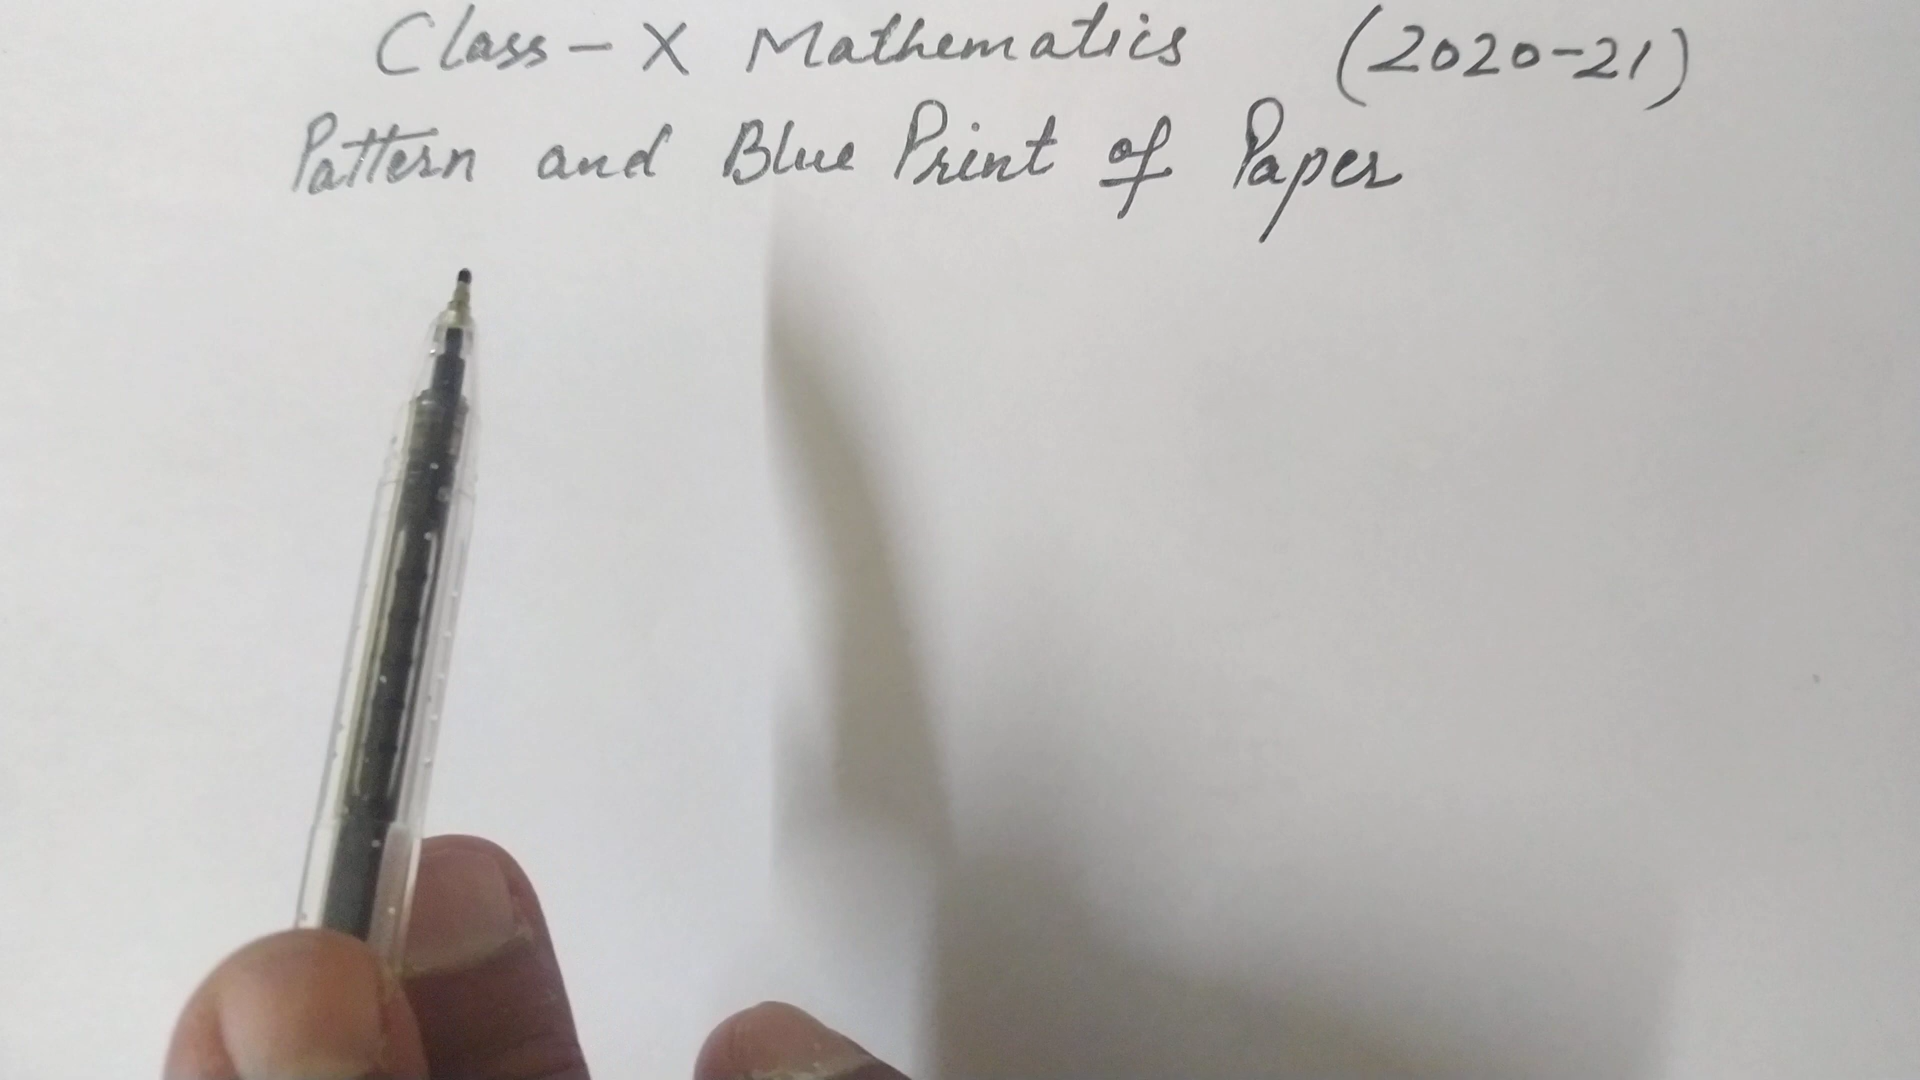 Class - X Mathematics (2020-21)
Pattern and Blue Print of Paper